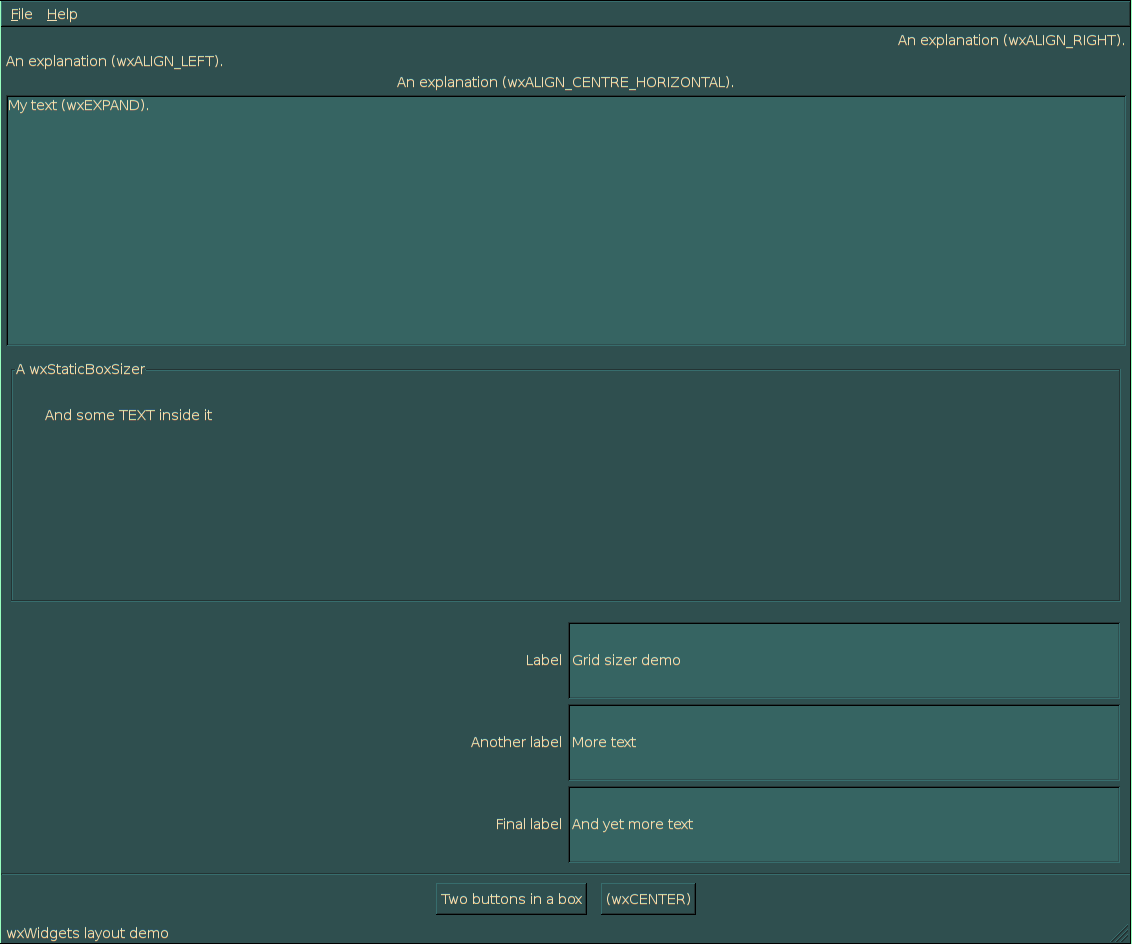 File Help
An explanation (wxALIGN_RIGHT).
An explanation (wxALIGN_LEFT).
An explanation (wxALIGN_CENTRE_HORIZONTAL).
My text (wxEXPAND).
A wxStaticBoxSizer
And some TEXT inside it
Label Grid sizer demo
Another label More text
Final label And yet more text
Two buttons in a box (wxCENTER)
wxWidgets layout demo